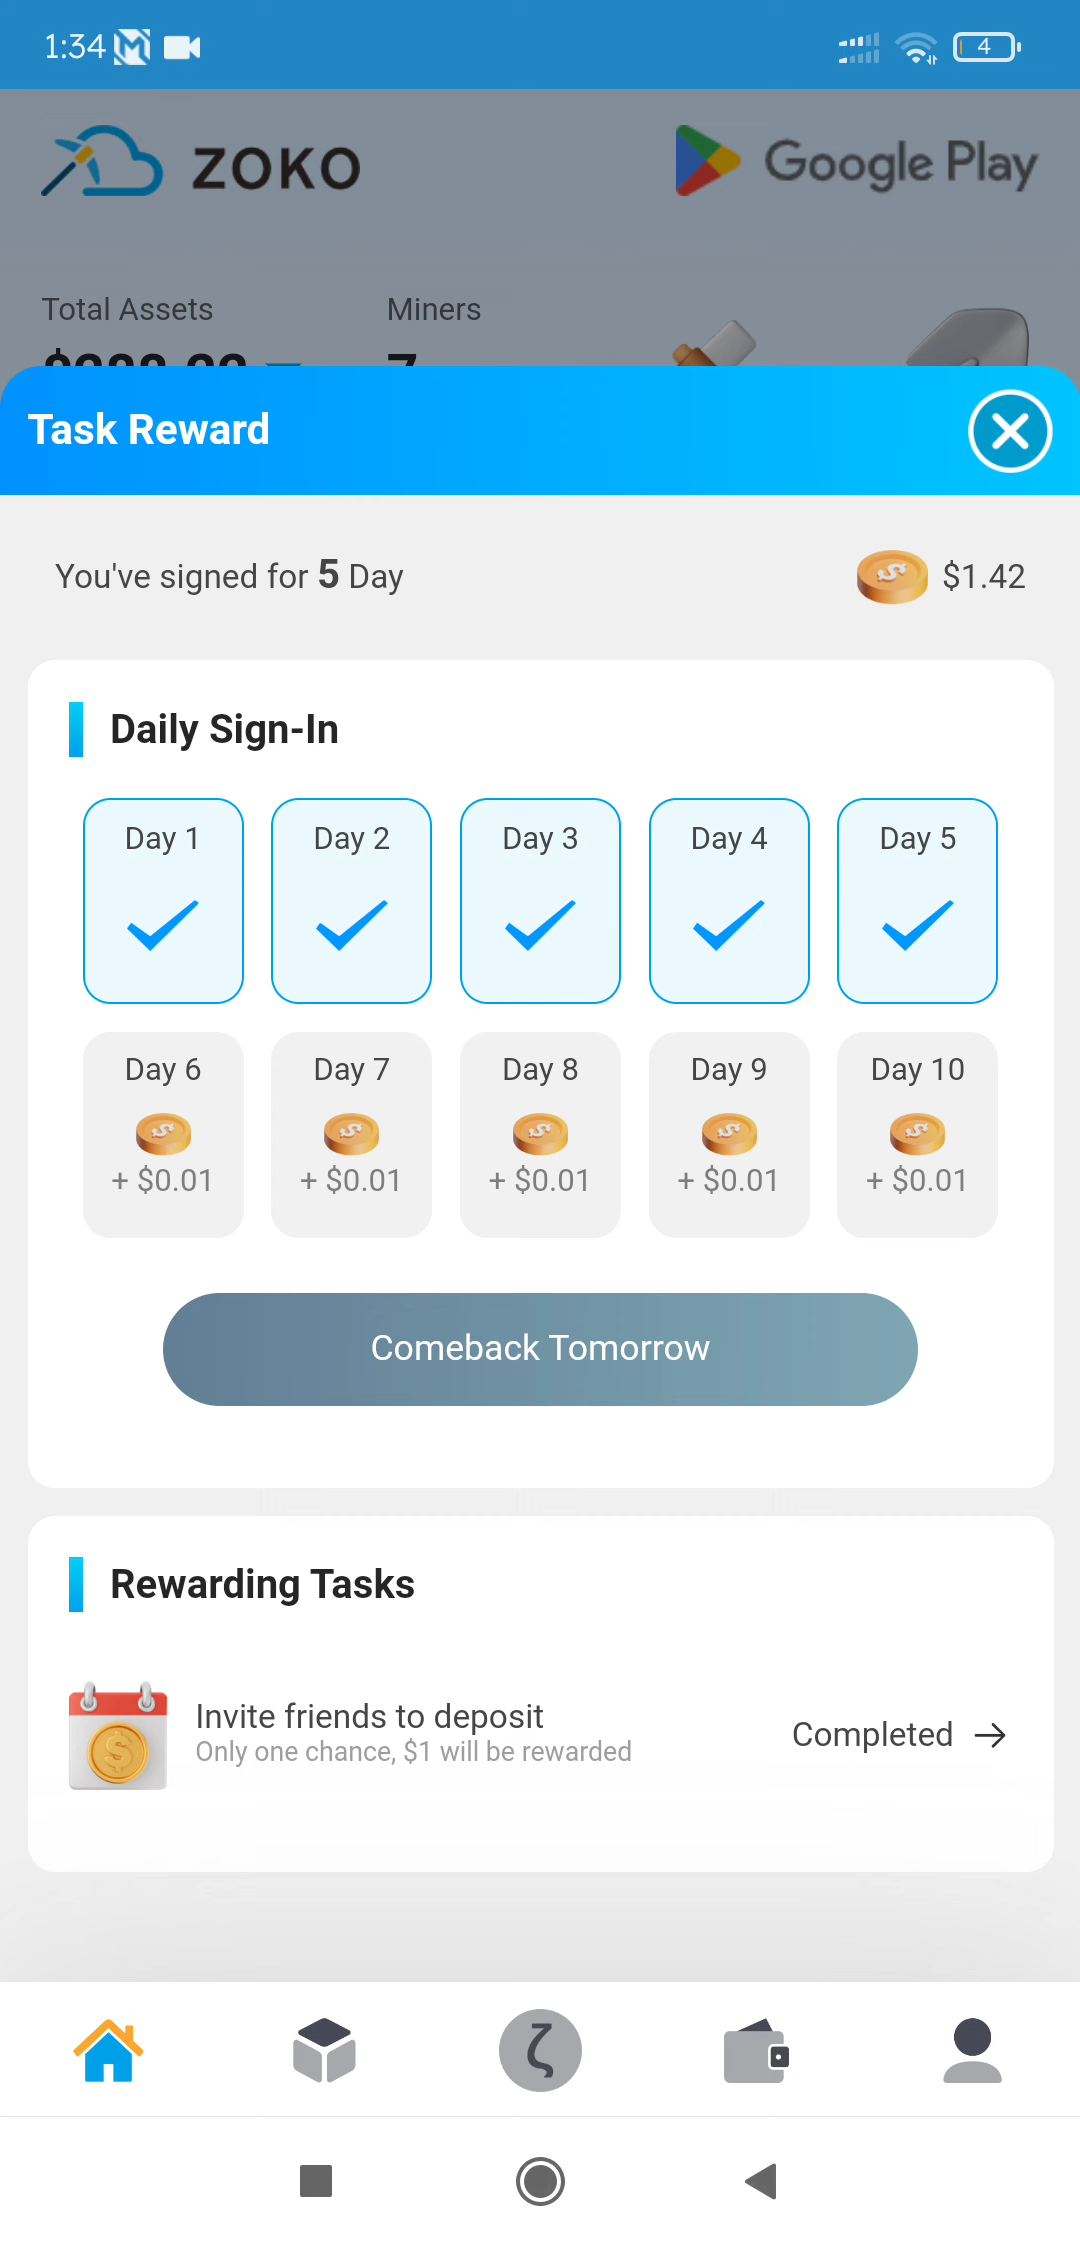 1:34
4
ZOKO
Google Play
Total Assets
Miners
Task Reward
You've signed for 5 Day
$1.42
Daily Sign-In
Day 1
Day 2
Day 3
Day 4
Day 5
Day 6
Day 7
Day 8
Day 9
Day 10
+ $0.01
+ $0.01
+ $0.01
+ $0.01
+ $0.01
Comeback Tomorrow
Rewarding Tasks
Invite friends to deposit
Only one chance, $1 will be rewarded
Completed